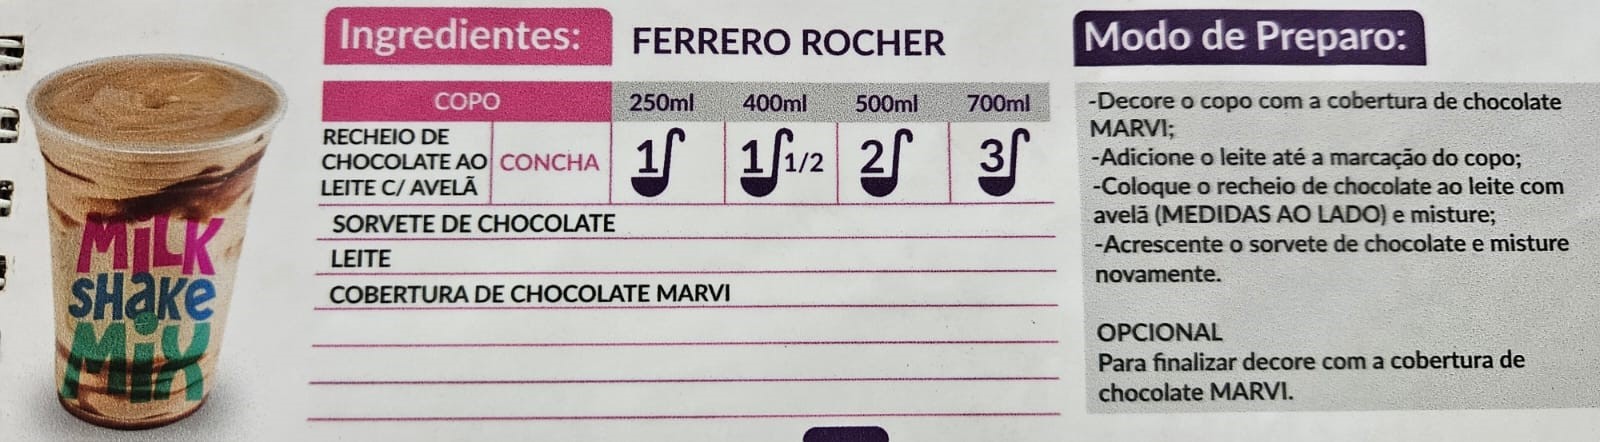 Ingredientes:
FERRERO ROCHER
COPO 250ml 400ml 500ml 700ml
RECHEIO DE
CHOCOLATE AO
LEITE C/ AVELÃ
CONCHA 1 1 1/2 2 3
SORVETE DE CHOCOLATE
LEITE
COBERTURA DE CHOCOLATE MARVI
MiLK
sHaKe
MiX
Modo de Preparo:
-Decore o copo com a cobertura de chocolate
MARVI;
-Adicione o leite até a marcação do copo;
-Coloque o recheio de chocolate ao leite com
avelã (MEDIDAS AO LADO) e misture;
-Acrescente o sorvete de chocolate e misture
novamente.
OPCIONAL
Para finalizar decore com a cobertura de
chocolate MARVI.